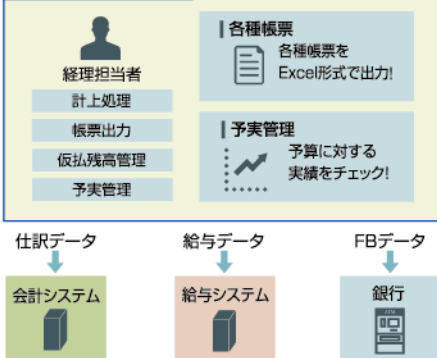 経理担当者
計上処理
帳票出力
仮払残高管理
予実管理
各種帳票
各種帳票を
Excel形式で出力!
予実管理
予算に対する
実績をチェック!
仕訳データ
給与データ
FBデータ
会計システム
給与システム
銀行
ATM